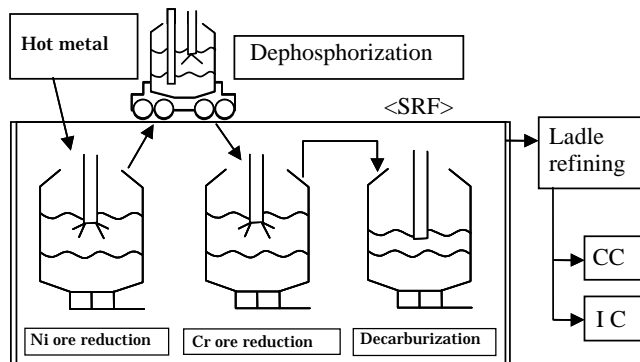 Hot metal
Dephosphorization
<SRF>
Ladle
refining
CC
I C
Ni ore reduction
Cr ore reduction
Decarburization